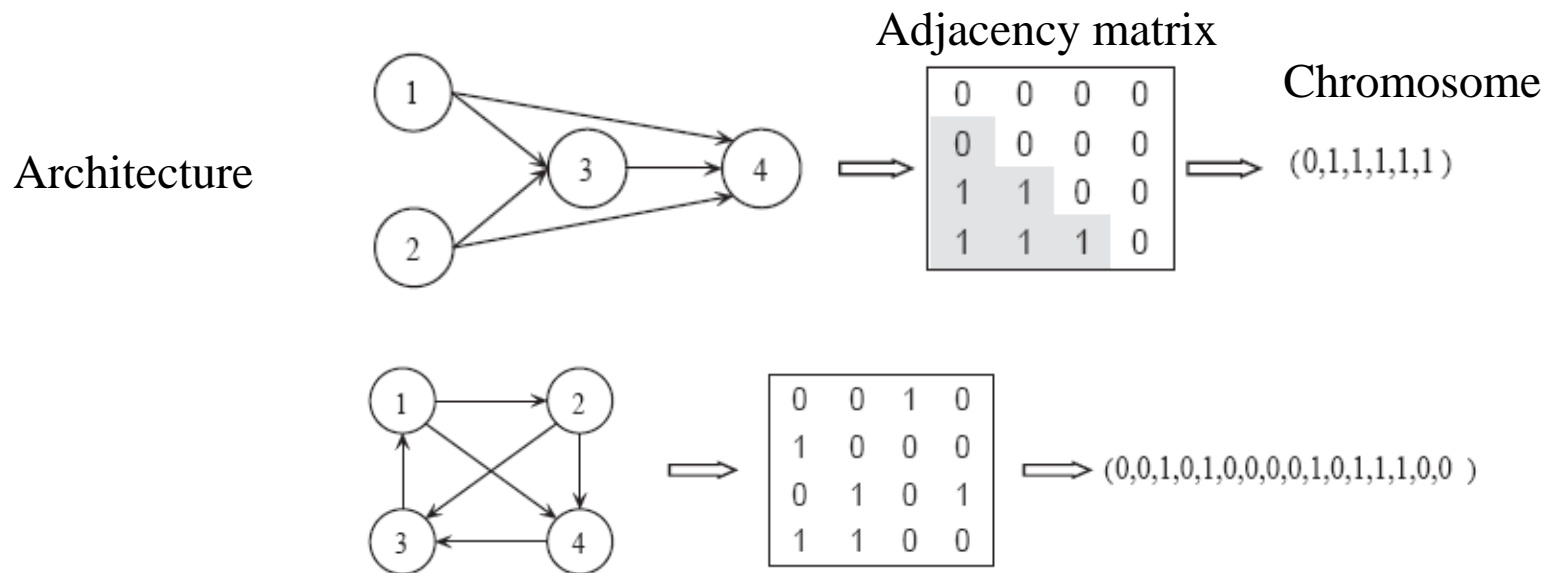 Adjacency matrix
Chromosome
Architecture
1
2
3
4
0 0 0 0
0 0 0 0
1 1 0 0
1 1 1 0
(0,1,1,1,1,1 )
1
2
3
4
0 0 1 0
1 0 0 0
0 1 0 1
1 1 0 0
(0,0,1,0,1,0,0,0,0,1,0,1,1,1,0,0 )